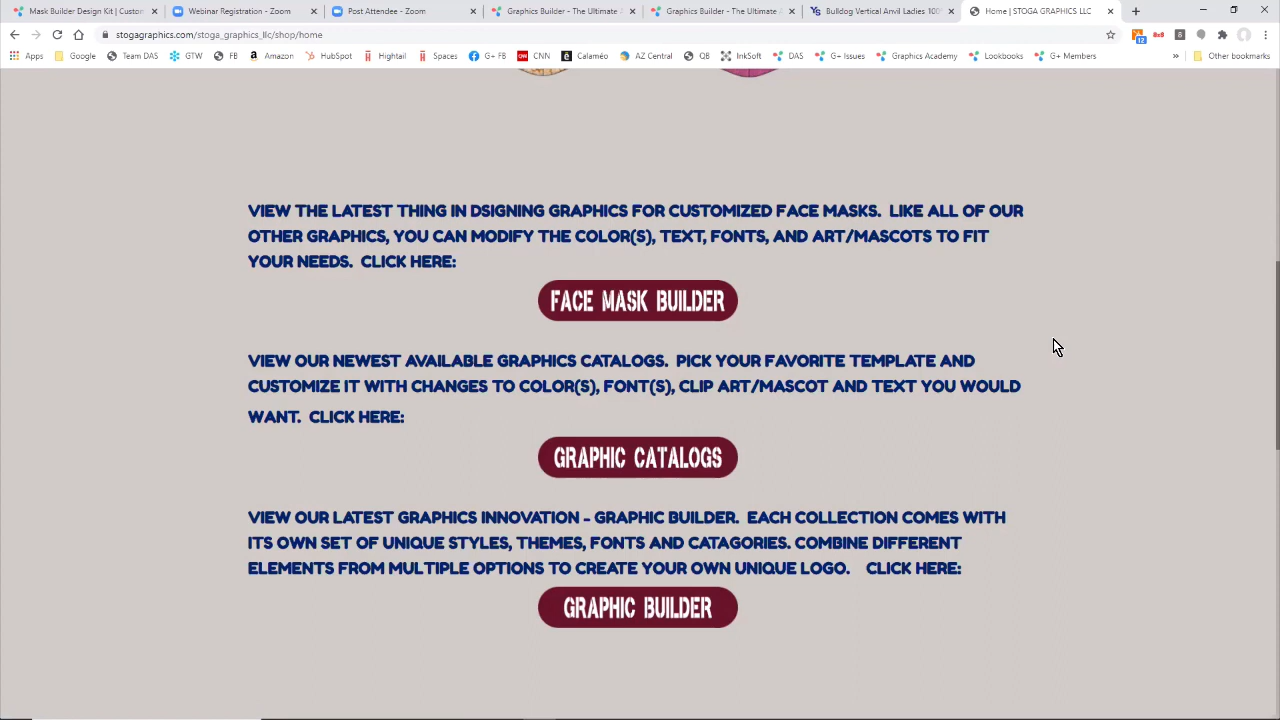 Mask Builder Design Kit | Custom
Webinar Registration - Zoom
Post Attendee - Zoom
Graphics Builder - The Ultimate A
Graphics Builder - The Ultimate A
Bulldog Vertical Anvil Ladies 100%
Home | STOGA GRAPHICS LLC
stogagraphics.com/stoga_graphics_llc/shop/home
Apps Google Team DAS GTW FB Amazon HubSpot Hightail Spaces G+ FB CNN Calaméo AZ Central QB InkSoft DAS G+ Issues Graphics Academy Lookbooks G+ Members » Other bookmarks
VIEW THE LATEST THING IN DSIGNING GRAPHICS FOR CUSTOMIZED FACE MASKS. LIKE ALL OF OUR
OTHER GRAPHICS, YOU CAN MODIFY THE COLOR(S), TEXT, FONTS, AND ART/MASCOTS TO FIT
YOUR NEEDS. CLICK HERE:
FACE MASK BUILDER
VIEW OUR NEWEST AVAILABLE GRAPHICS CATALOGS. PICK YOUR FAVORITE TEMPLATE AND
CUSTOMIZE IT WITH CHANGES TO COLOR(S), FONT(S), CLIP ART/MASCOT AND TEXT YOU WOULD
WANT. CLICK HERE:
GRAPHIC CATALOGS
VIEW OUR LATEST GRAPHICS INNOVATION - GRAPHIC BUILDER. EACH COLLECTION COMES WITH
ITS OWN SET OF UNIQUE STYLES, THEMES, FONTS AND CATAGORIES. COMBINE DIFFERENT
ELEMENTS FROM MULTIPLE OPTIONS TO CREATE YOUR OWN UNIQUE LOGO. CLICK HERE:
GRAPHIC BUILDER